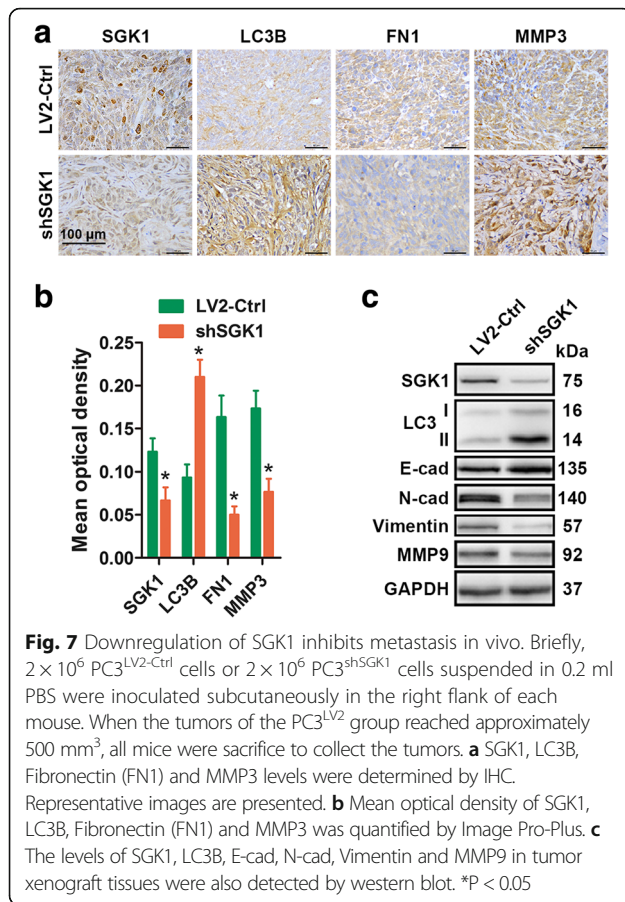 a
SGK1 LC3B FN1 MMP3
LV2-Ctrl
shSGK1
100 µm
b
LV2-Ctrl
shSGK1
Mean optical density
0.25
0.20
0.15
0.10
0.05
0.00
* * * *
SGK1 LC3B FN1 MMP3
c
LV2-Ctrl shSGK1 kDa
SGK1 75
LC3 I 16
II 14
E-cad 135
N-cad 140
Vimentin 57
MMP9 92
GAPDH 37
Fig. 7 Downregulation of SGK1 inhibits metastasis in vivo. Briefly,
2 × 10⁶ PC3ᴸⱽ²⁻ᶜᵗʳˡ cells or 2 × 10⁶ PC3ˢʰˢᴳᴷ¹ cells suspended in 0.2 ml
PBS were inoculated subcutaneously in the right flank of each
mouse. When the tumors of the PC3ᴸⱽ² group reached approximately
500 mm³, all mice were sacrifice to collect the tumors. a SGK1, LC3B,
Fibronectin (FN1) and MMP3 levels were determined by IHC.
Representative images are presented. b Mean optical density of SGK1,
LC3B, Fibronectin (FN1) and MMP3 was quantified by Image Pro-Plus. c
The levels of SGK1, LC3B, E-cad, N-cad, Vimentin and MMP9 in tumor
xenograft tissues were also detected by western blot. *P < 0.05